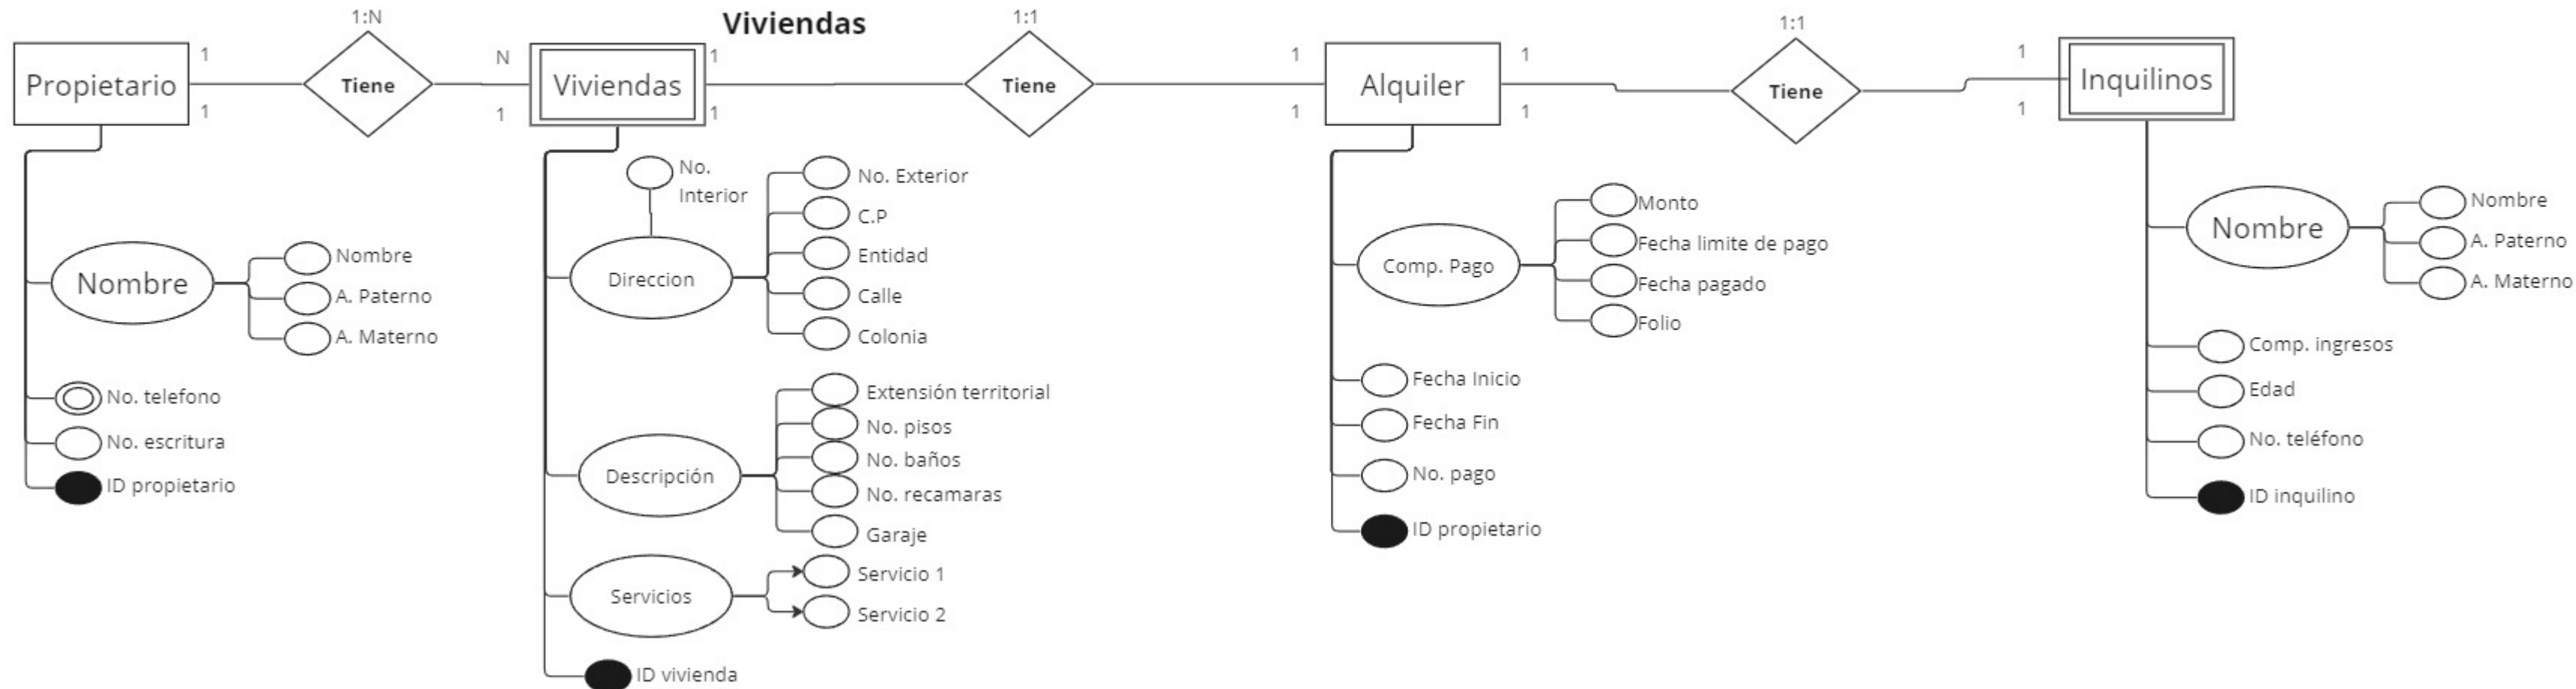 Viviendas
1:N
1:1
1:1
Propietario
1
1
Tiene
N
1
Viviendas
1
1
Tiene
1
1
Alquiler
1
1
Tiene
1
1
Inquilinos
Nombre
Nombre
A. Paterno
A. Materno
No. telefono
No. escritura
ID propietario
No.
Interior
Direccion
No. Exterior
C.P
Entidad
Calle
Colonia
Descripción
Extensión territorial
No. pisos
No. baños
No. recamaras
Garaje
Servicios
Servicio 1
Servicio 2
ID vivienda
Comp. Pago
Monto
Fecha limite de pago
Fecha pagado
Folio
Fecha Inicio
Fecha Fin
No. pago
ID propietario
Nombre
Nombre
A. Paterno
A. Materno
Comp. ingresos
Edad
No. teléfono
ID inquilino